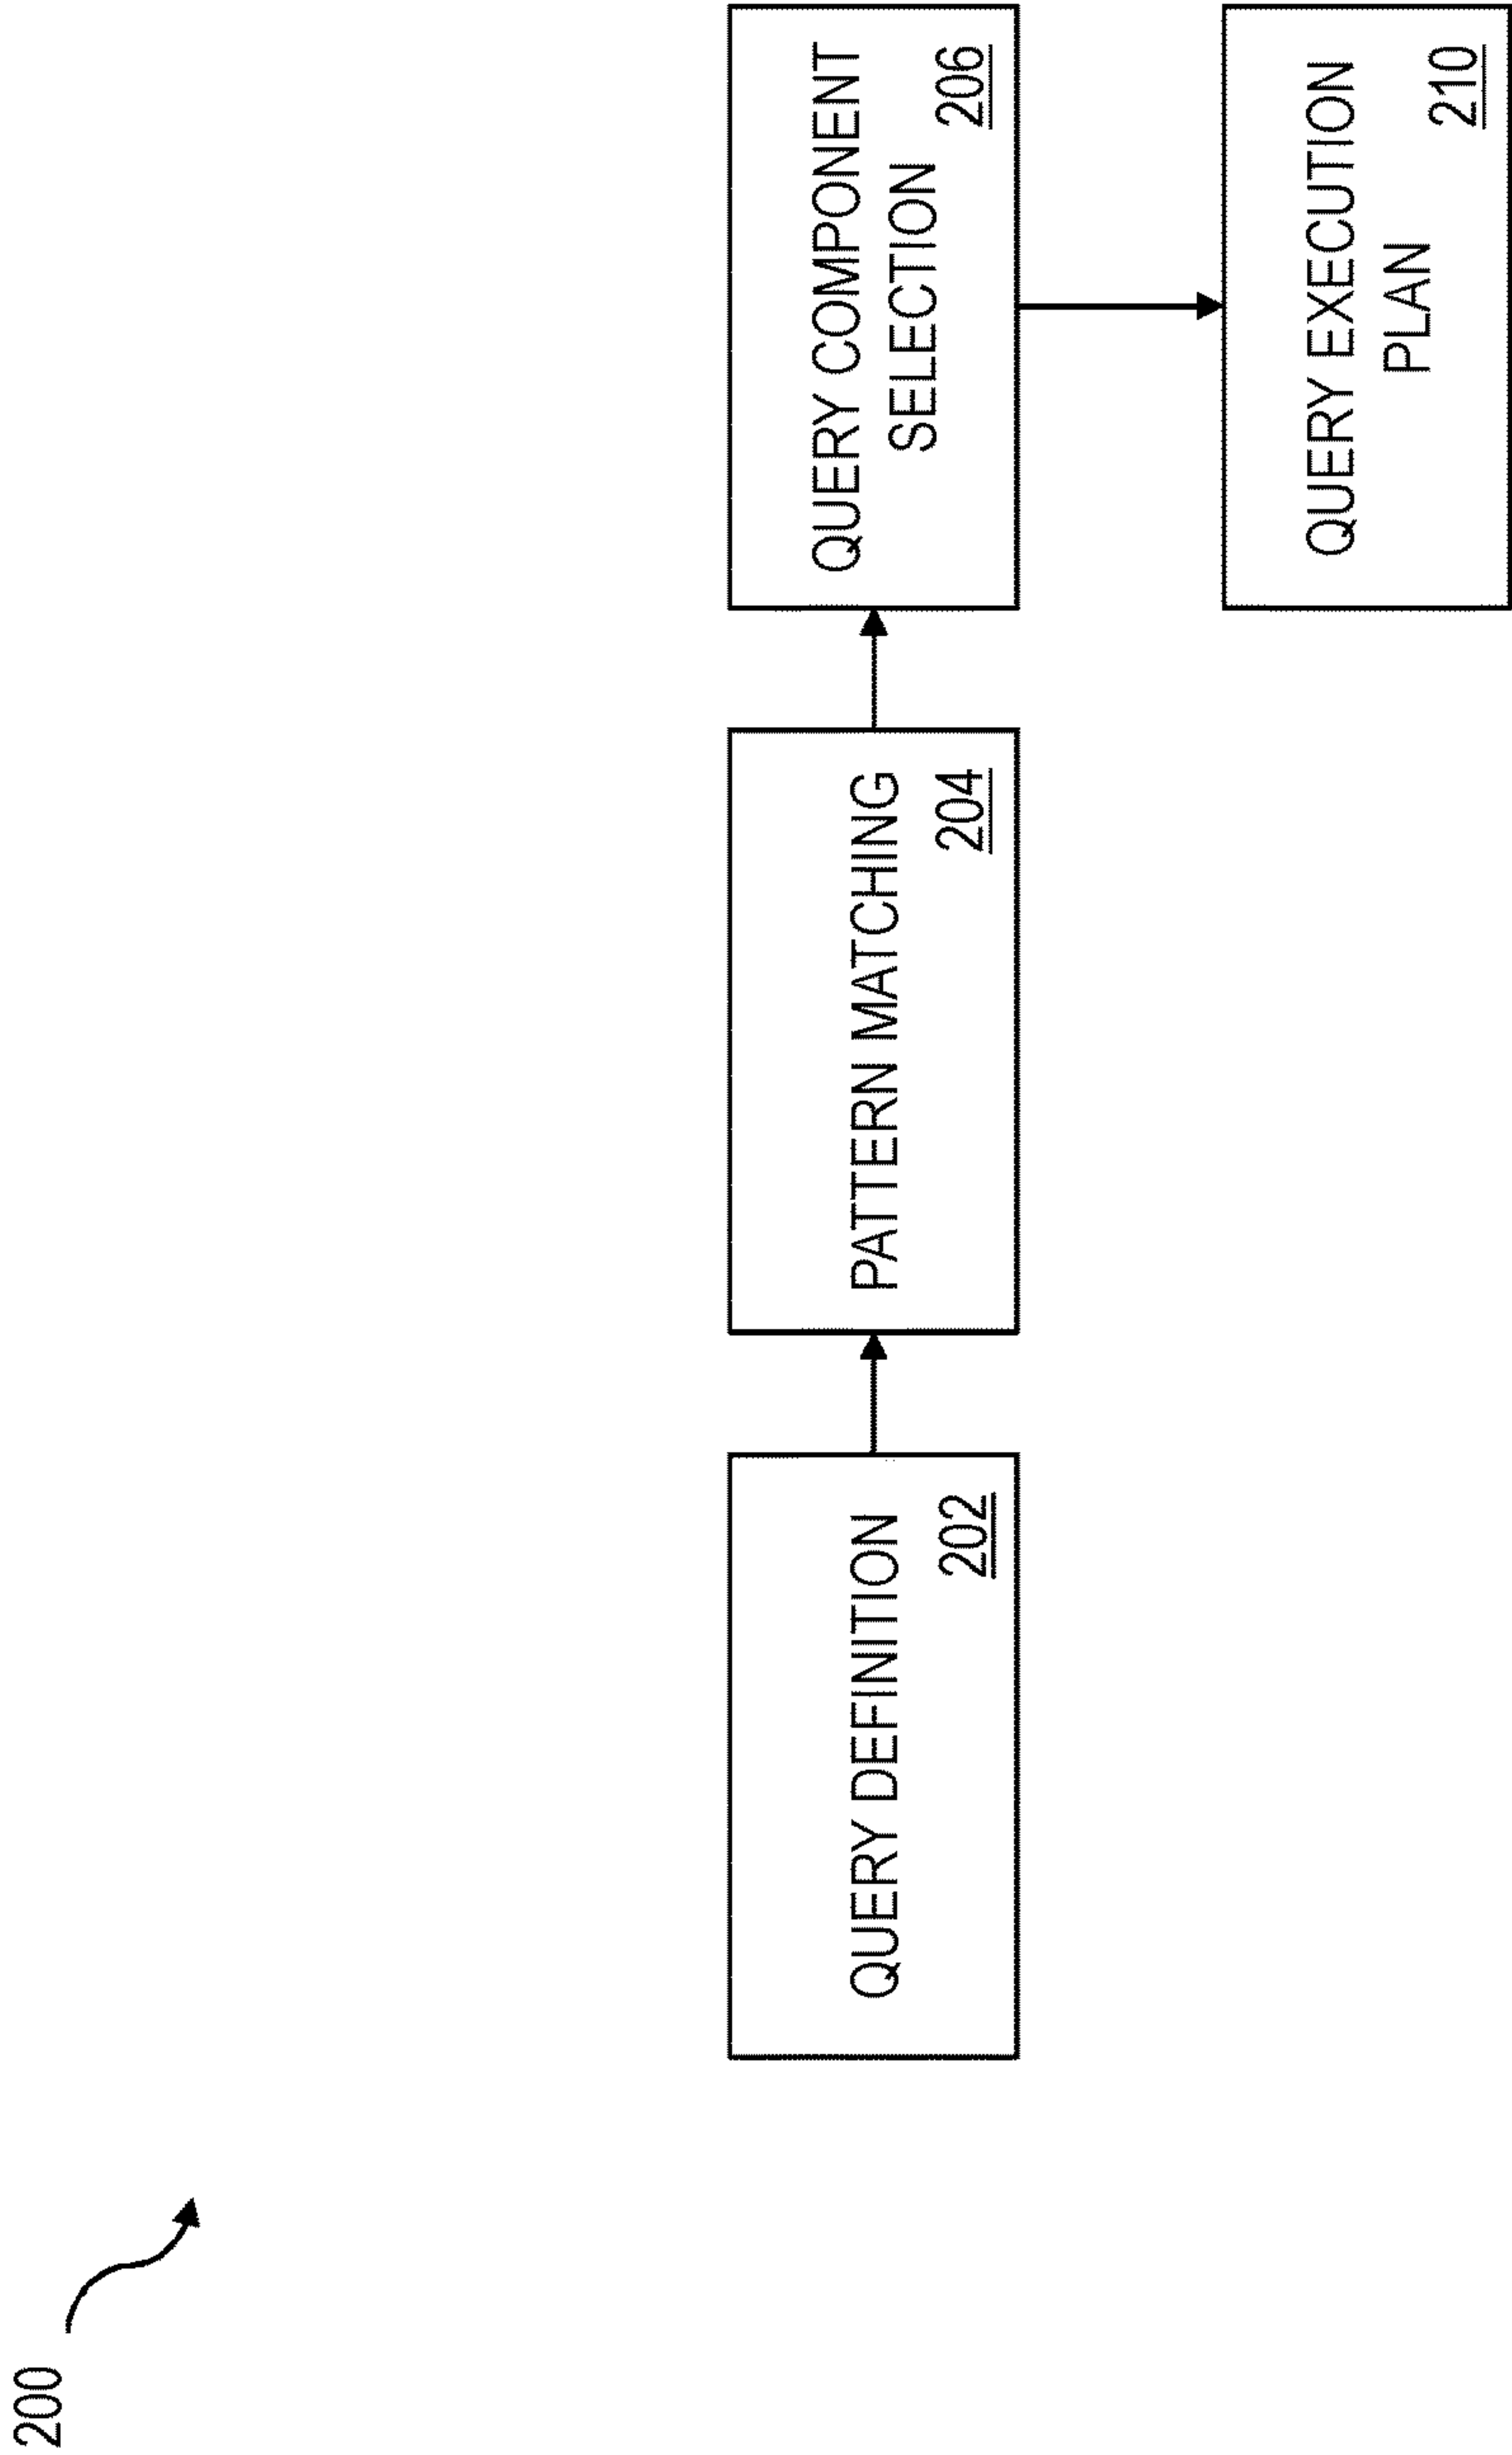 200
QUERY DEFINITION
202
PATTERN MATCHING
204
QUERY COMPONENT
SELECTION
206
QUERY EXECUTION
PLAN
210